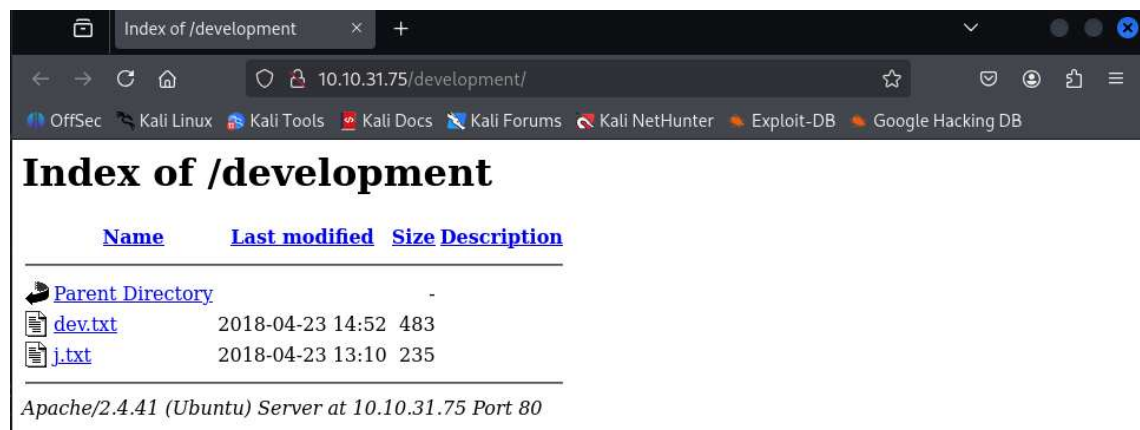 Index of /development
10.10.31.75/development/
OffSec Kali Linux Kali Tools Kali Docs Kali Forums Kali NetHunter Exploit-DB Google Hacking DB
Index of /development
Name Last modified Size Description
Parent Directory -
dev.txt 2018-04-23 14:52 483
j.txt 2018-04-23 13:10 235
Apache/2.4.41 (Ubuntu) Server at 10.10.31.75 Port 80